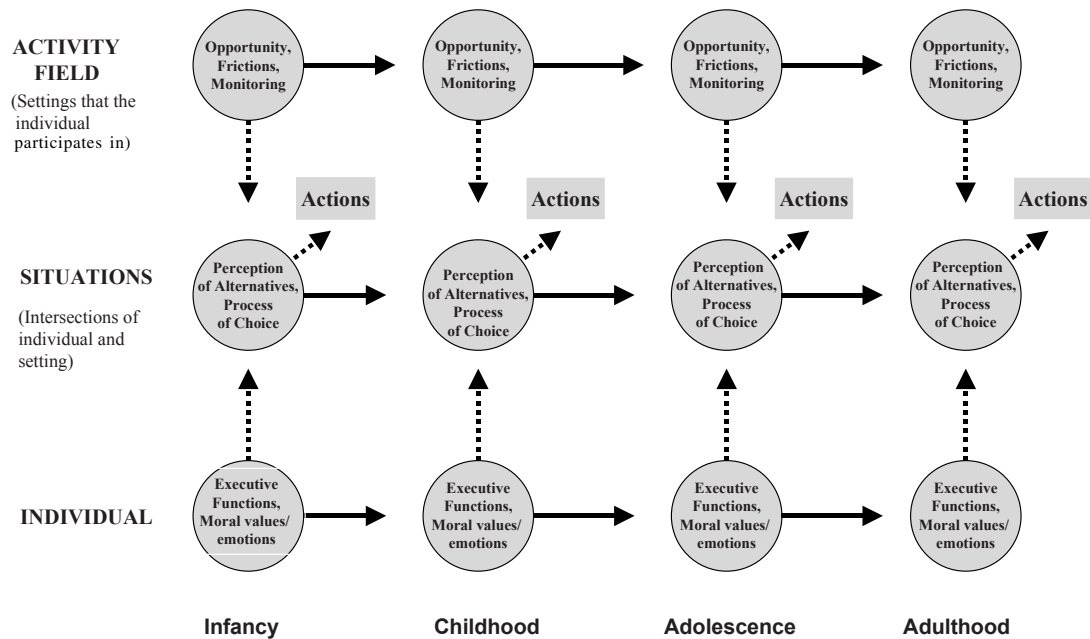 ACTIVITY
FIELD
(Settings that the
individual
participates in)
Opportunity,
Frictions,
Monitoring
Opportunity,
Frictions,
Monitoring
Opportunity,
Frictions,
Monitoring
Opportunity,
Frictions,
Monitoring
Actions
Actions
Actions
Actions
SITUATIONS
(Intersections of
individual and
setting)
Perception
of Alternatives,
Process
of Choice
Perception
of Alternatives,
Process
of Choice
Perception
of Alternatives,
Process
of Choice
Perception
of Alternatives,
Process
of Choice
INDIVIDUAL
Executive
Functions,
Moral values/
emotions
Executive
Functions,
Moral values/
emotions
Executive
Functions,
Moral values/
emotions
Executive
Functions,
Moral values/
emotions
Infancy
Childhood
Adolescence
Adulthood